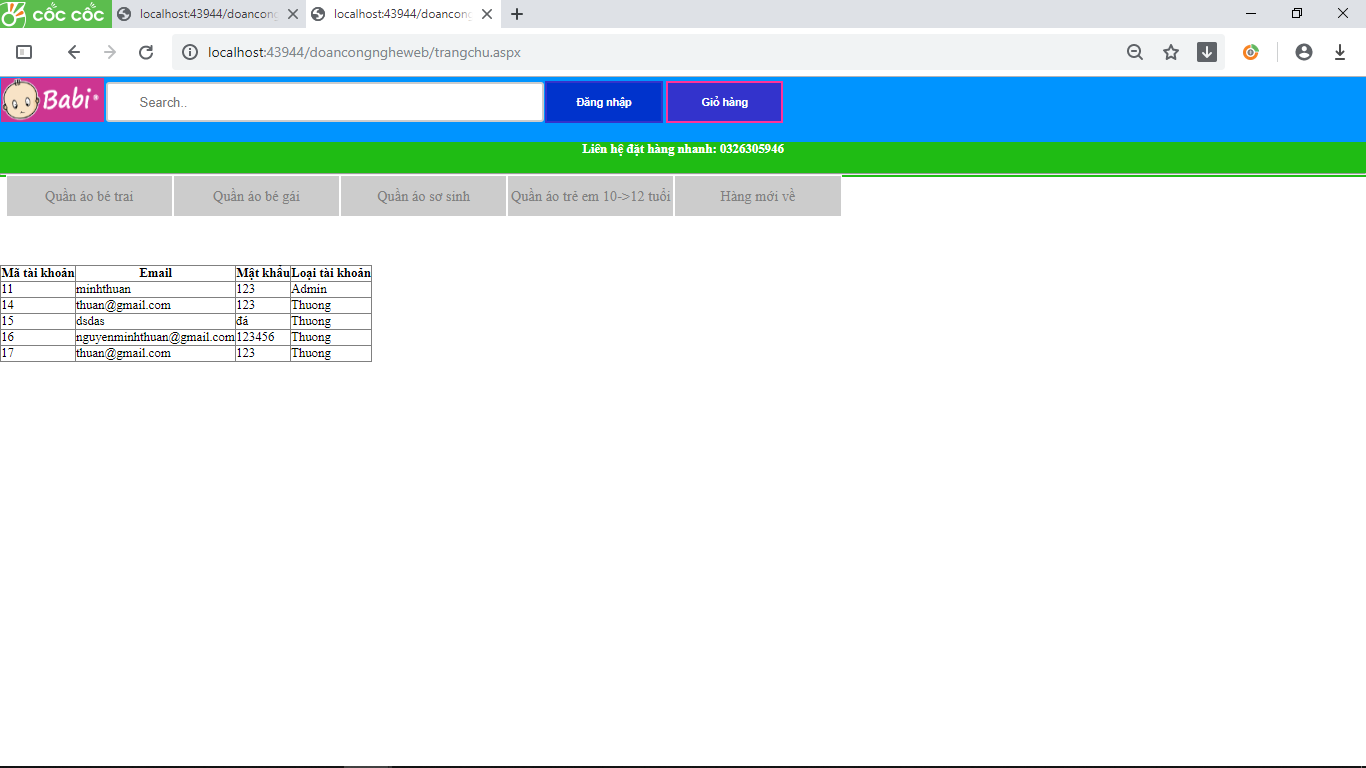 cốc cốc
localhost:43944/doancong
localhost:43944/doancong
localhost:43944/doancongngheweb/trangchu.aspx
Babi
Search..
Đăng nhập
Giỏ hàng
Liên hệ đặt hàng nhanh: 0326305946
Quần áo bé trai
Quần áo bé gái
Quần áo sơ sinh
Quần áo trẻ em 10->12 tuổi
Hàng mới về
Mã tài khoản Email Mật khẩu Loại tài khoản
11 minhthuan 123 Admin
14 thuan@gmail.com 123 Thuong
15 dsdas đá Thuong
16 nguyenminhthuan@gmail.com 123456 Thuong
17 thuan@gmail.com 123 Thuong